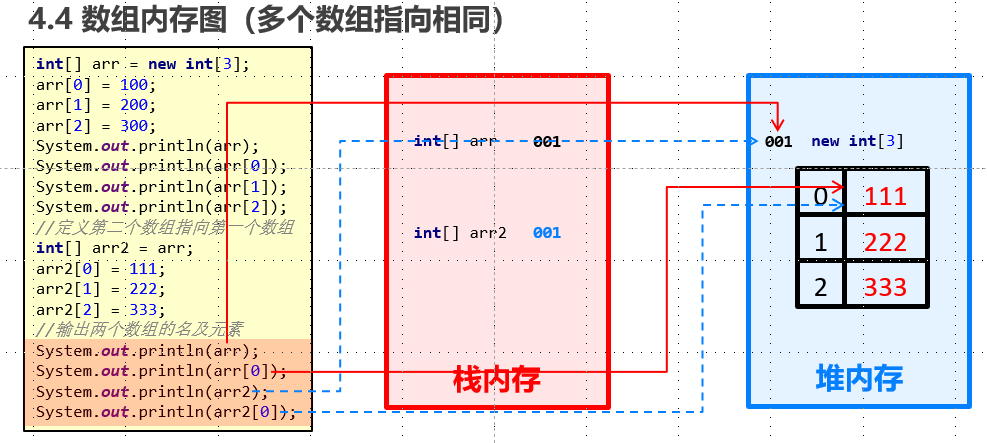 4.4 数组内存图（多个数组指向相同）
int[] arr = new int[3];
arr[0] = 100;
arr[1] = 200;
arr[2] = 300;
System.out.println(arr);
System.out.println(arr[0]);
System.out.println(arr[1]);
System.out.println(arr[2]);
//定义第二个数组指向第一个数组
int[] arr2 = arr;
arr2[0] = 111;
arr2[1] = 222;
arr2[2] = 333;
//输出两个数组的名及元素
System.out.println(arr);
System.out.println(arr[0]);
System.out.println(arr2);
System.out.println(arr2[0]);
int[] arr 001
int[] arr2 001
栈内存
001 new int[3]
0 111
1 222
2 333
堆内存